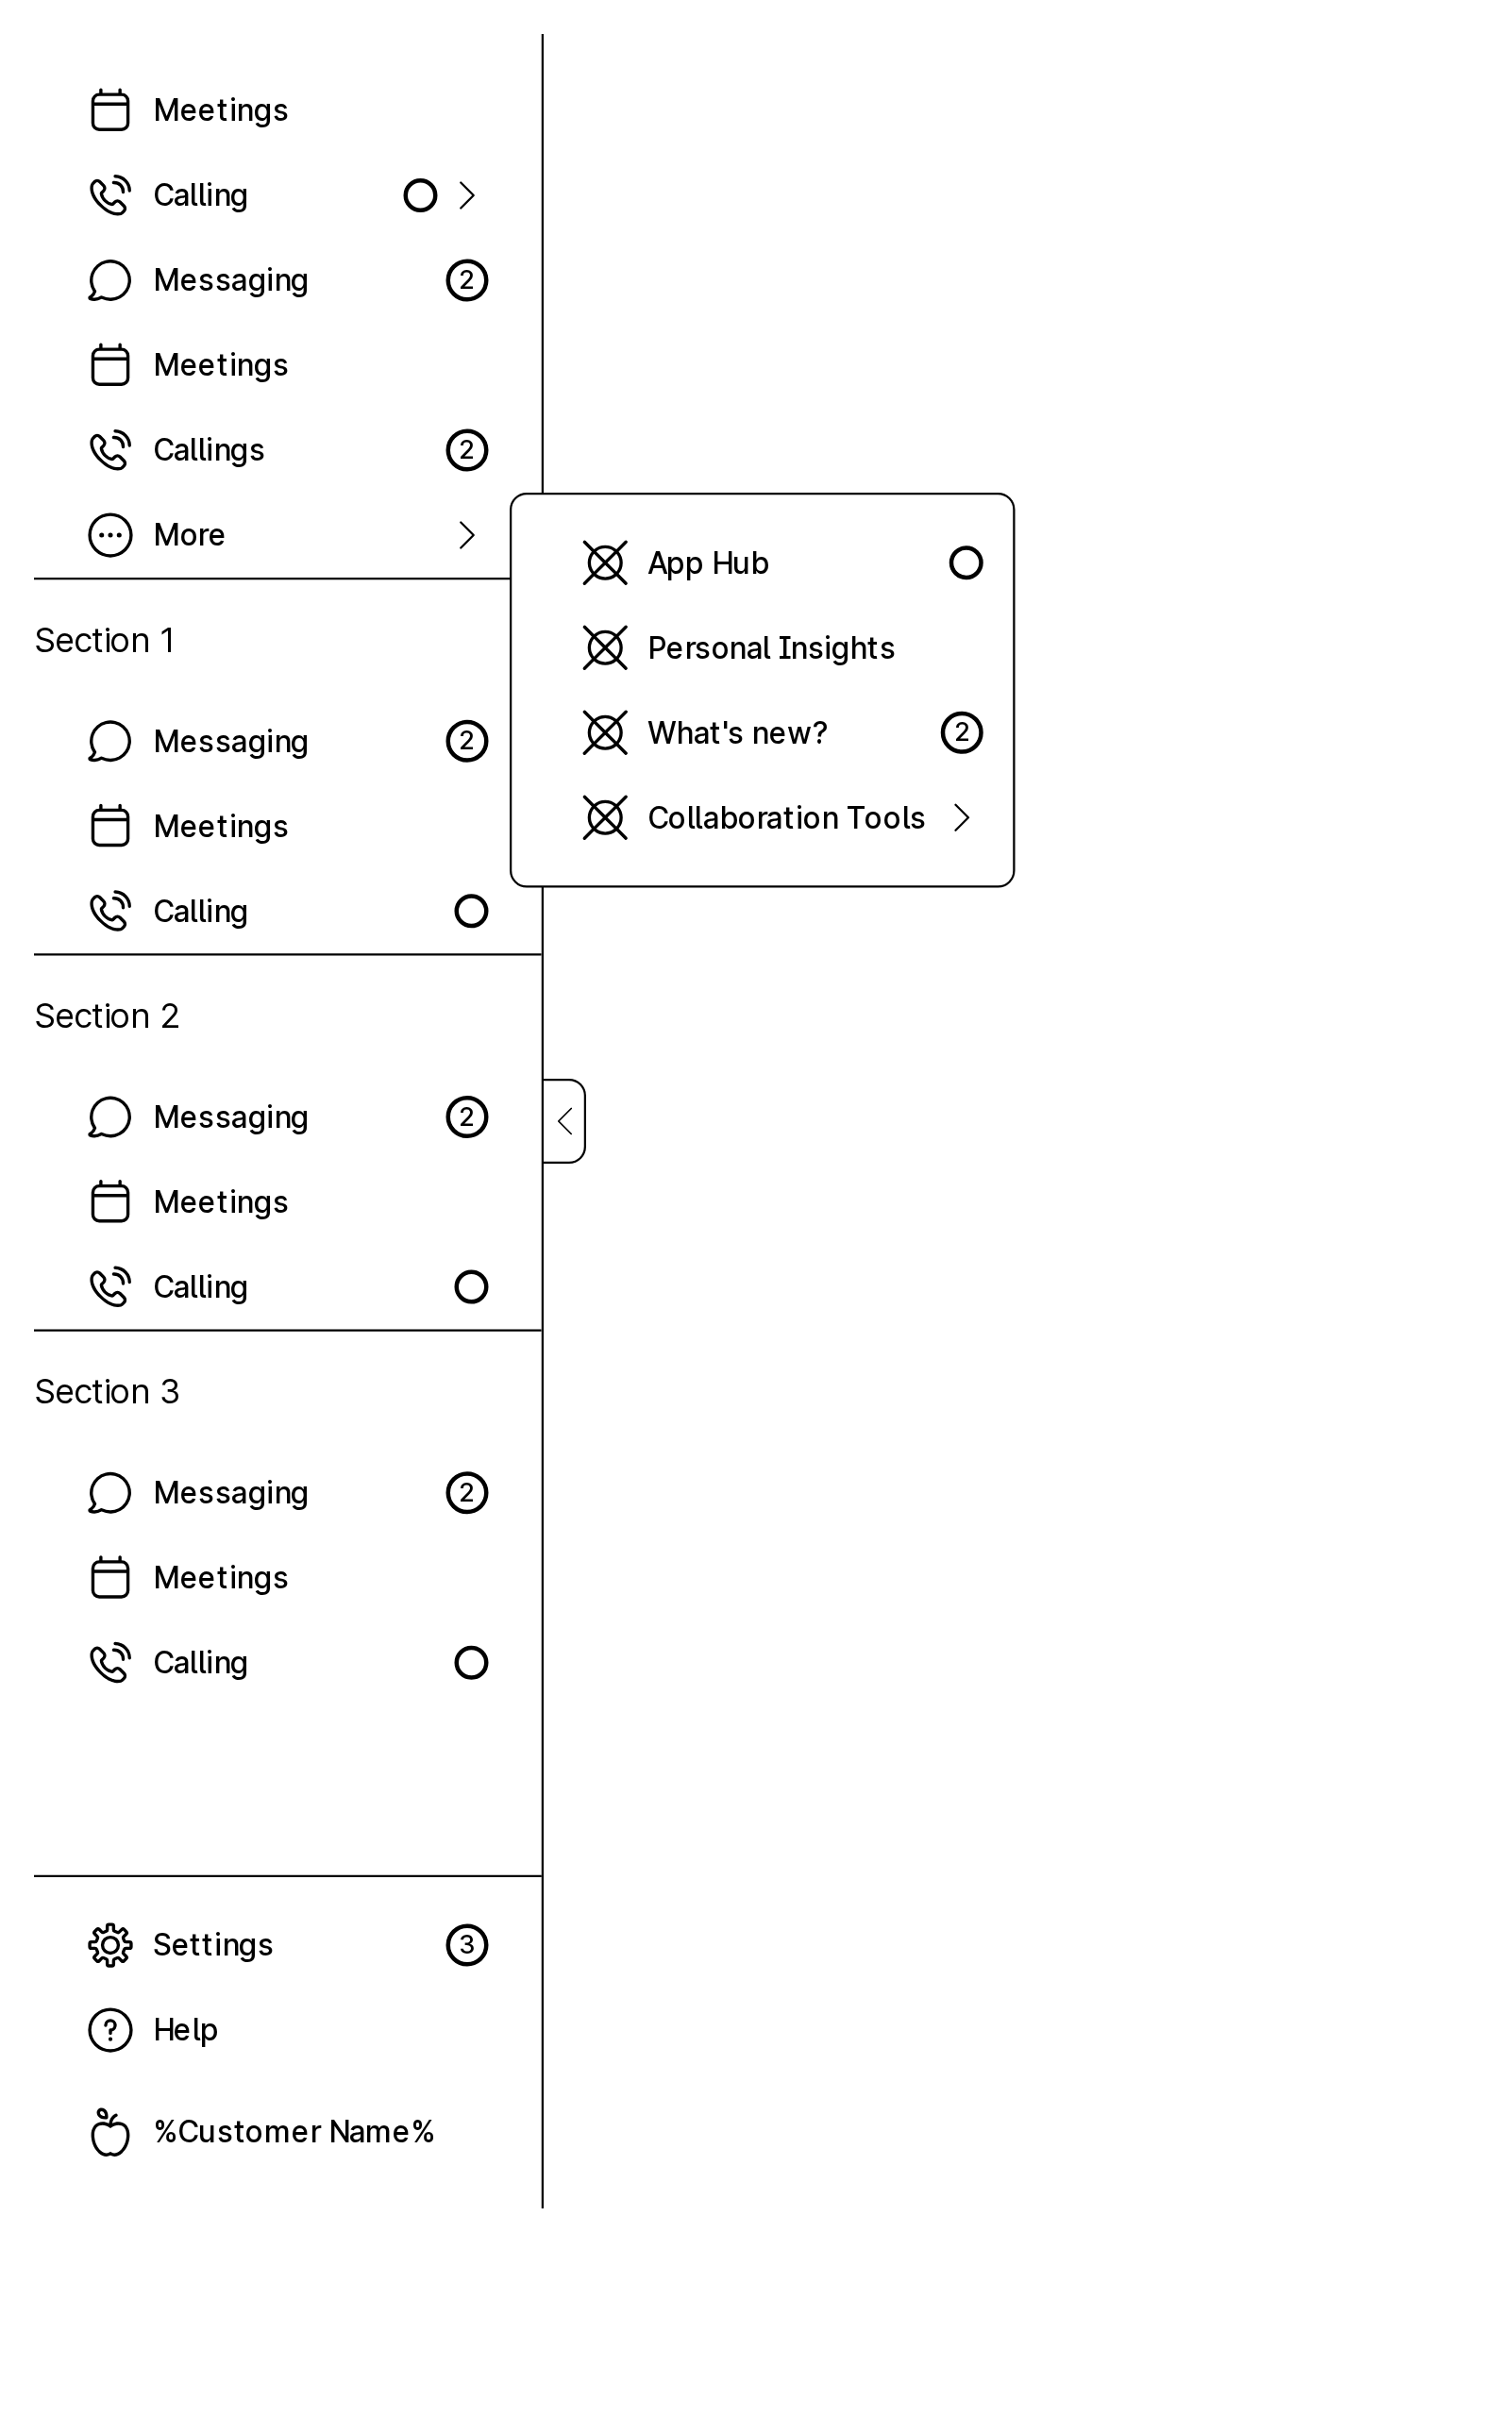 Meetings
Calling
Messaging 2
Meetings
Callings 2
More
App Hub
Personal Insights
What's new? 2
Collaboration Tools
Section 1
Messaging 2
Meetings
Calling
Section 2
Messaging 2
Meetings
Calling
Section 3
Messaging 2
Meetings
Calling
Settings 3
Help
%Customer Name%